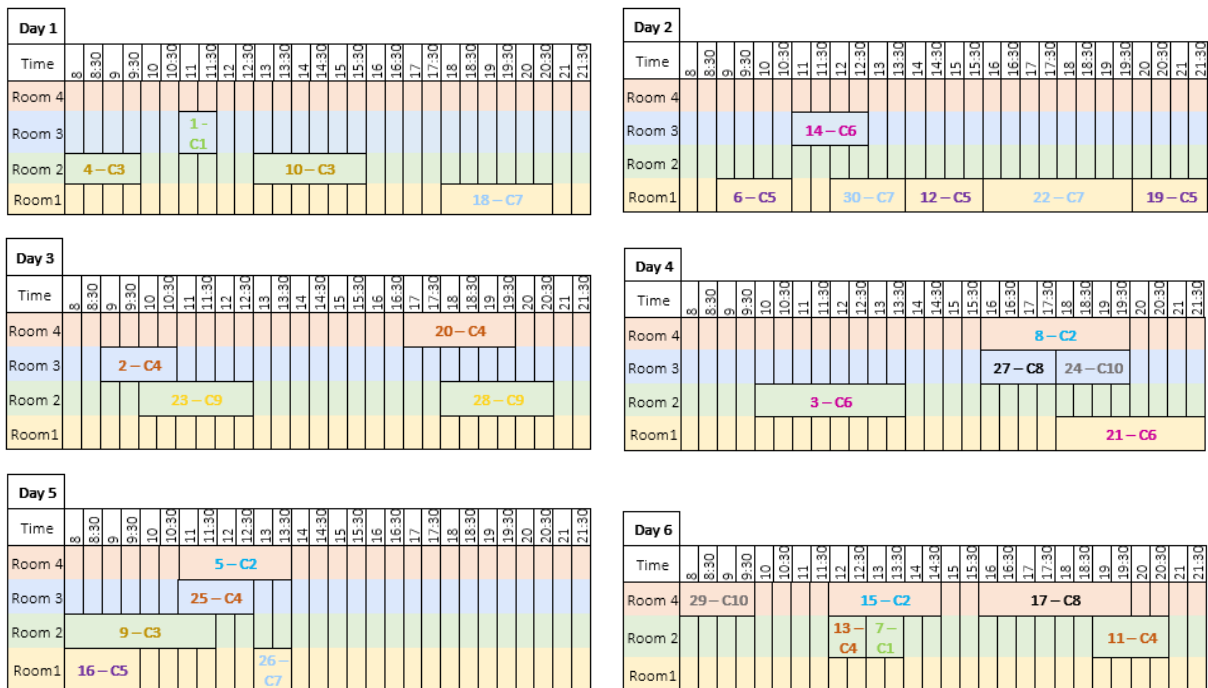 Day 1
Time 8 8:30 9 9:30 10 10:30 11 11:30 12 12:30 13 13:30 14 14:30 15 15:30 16 16:30 17 17:30 18 18:30 19 19:30 20 20:30 21 21:30
Room 4
Room 3 1 –
C1
Room 2 4 – C3 10 – C3
Room1 18 – C7
Day 2
Time 8 8:30 9 9:30 10 10:30 11 11:30 12 12:30 13 13:30 14 14:30 15 15:30 16 16:30 17 17:30 18 18:30 19 19:30 20 20:30 21 21:30
Room 4
Room 3 14 – C6
Room 2
Room1 6 – C5 30 – C7 12 – C5 22 – C7 19 – C5
Day 3
Time 8 8:30 9 9:30 10 10:30 11 11:30 12 12:30 13 13:30 14 14:30 15 15:30 16 16:30 17 17:30 18 18:30 19 19:30 20 20:30 21 21:30
Room 4 20 – C4
Room 3 2 – C4
Room 2 23 – C9 28 – C9
Room1
Day 4
Time 8 8:30 9 9:30 10 10:30 11 11:30 12 12:30 13 13:30 14 14:30 15 15:30 16 16:30 17 17:30 18 18:30 19 19:30 20 20:30 21 21:30
Room 4 8 – C2
Room 3 27 – C8 24 – C10
Room 2 3 – C6
Room1 21 – C6
Day 5
Time 8 8:30 9 9:30 10 10:30 11 11:30 12 12:30 13 13:30 14 14:30 15 15:30 16 16:30 17 17:30 18 18:30 19 19:30 20 20:30 21 21:30
Room 4 5 – C2
Room 3 25 – C4
Room 2 9 – C3
Room1 16 – C5 26 –
C7
Day 6
Time 8 8:30 9 9:30 10 10:30 11 11:30 12 12:30 13 13:30 14 14:30 15 15:30 16 16:30 17 17:30 18 18:30 19 19:30 20 20:30 21 21:30
Room 4 29 – C10 15 – C2 17 – C8
Room 2 13 – 7 – 11 – C4
C4 C1
Room1